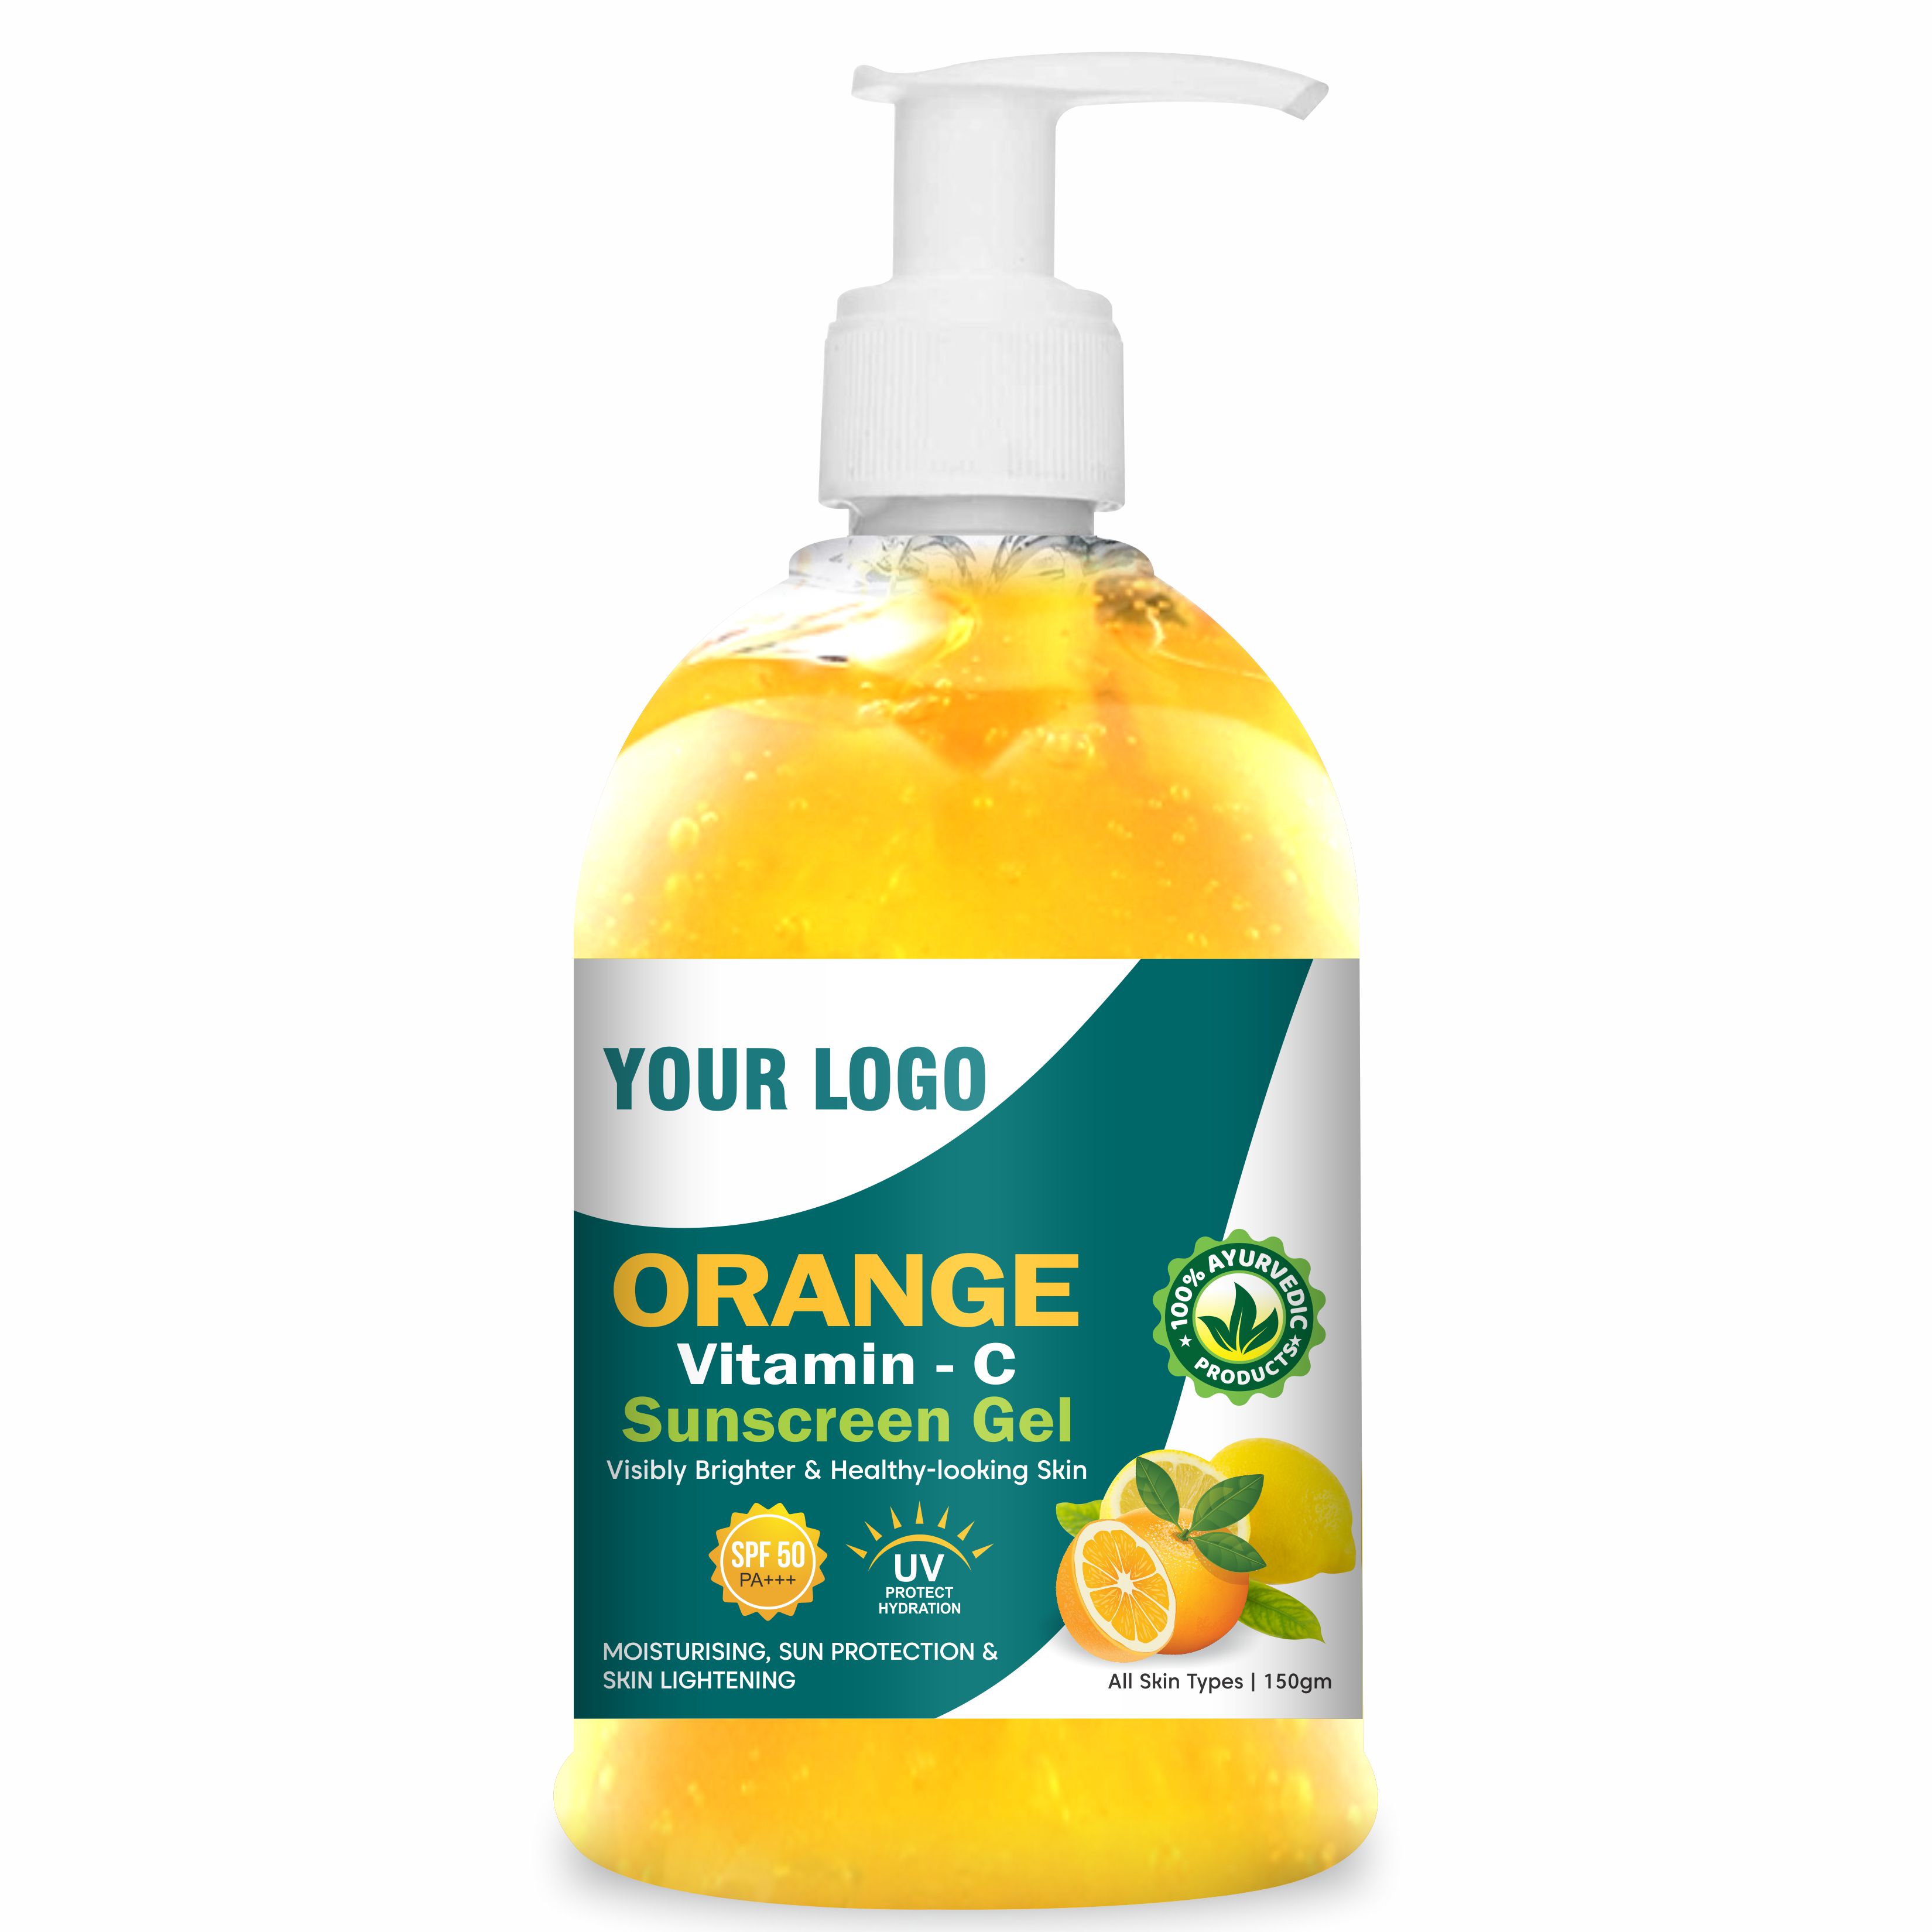 YOUR LOGO
ORANGE
Vitamin - C
Sunscreen Gel
Visibly Brighter & Healthy-looking Skin
100% AYURVEDIC
PRODUCTS
SPF 50
PA+++
UV
PROTECT
HYDRATION
MOISTURISING, SUN PROTECTION &
SKIN LIGHTENING
All Skin Types | 150gm